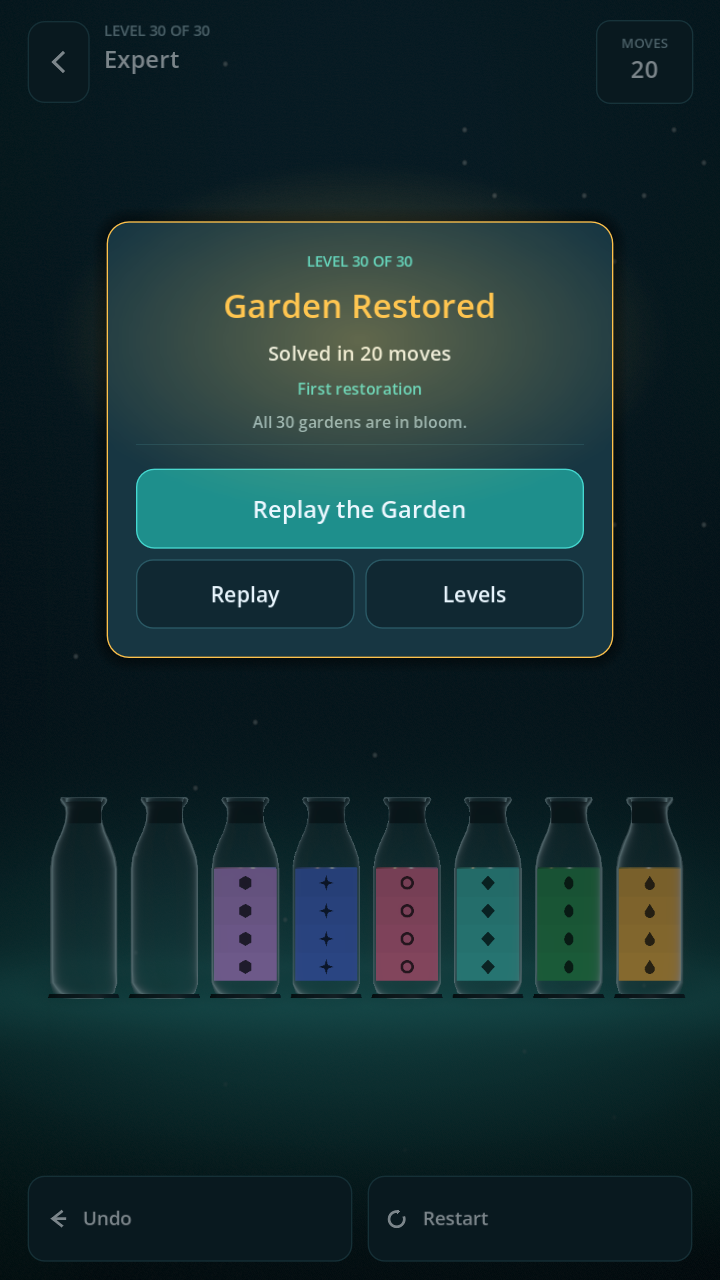 LEVEL 30 OF 30
Expert
MOVES
20
LEVEL 30 OF 30
Garden Restored
Solved in 20 moves
First restoration
All 30 gardens are in bloom.
Replay the Garden
Replay
Levels
Undo
Restart